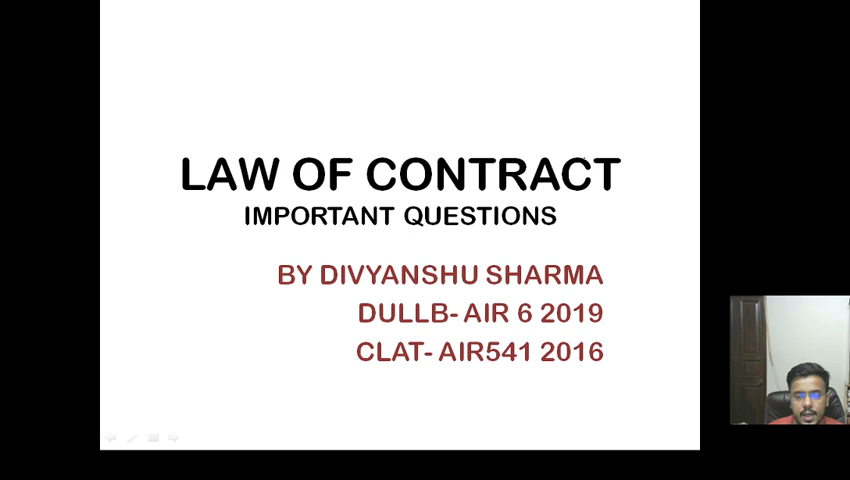 LAW OF CONTRACT
IMPORTANT QUESTIONS
BY DIVYANSHU SHARMA
DULLB- AIR 6 2019
CLAT- AIR541 2016